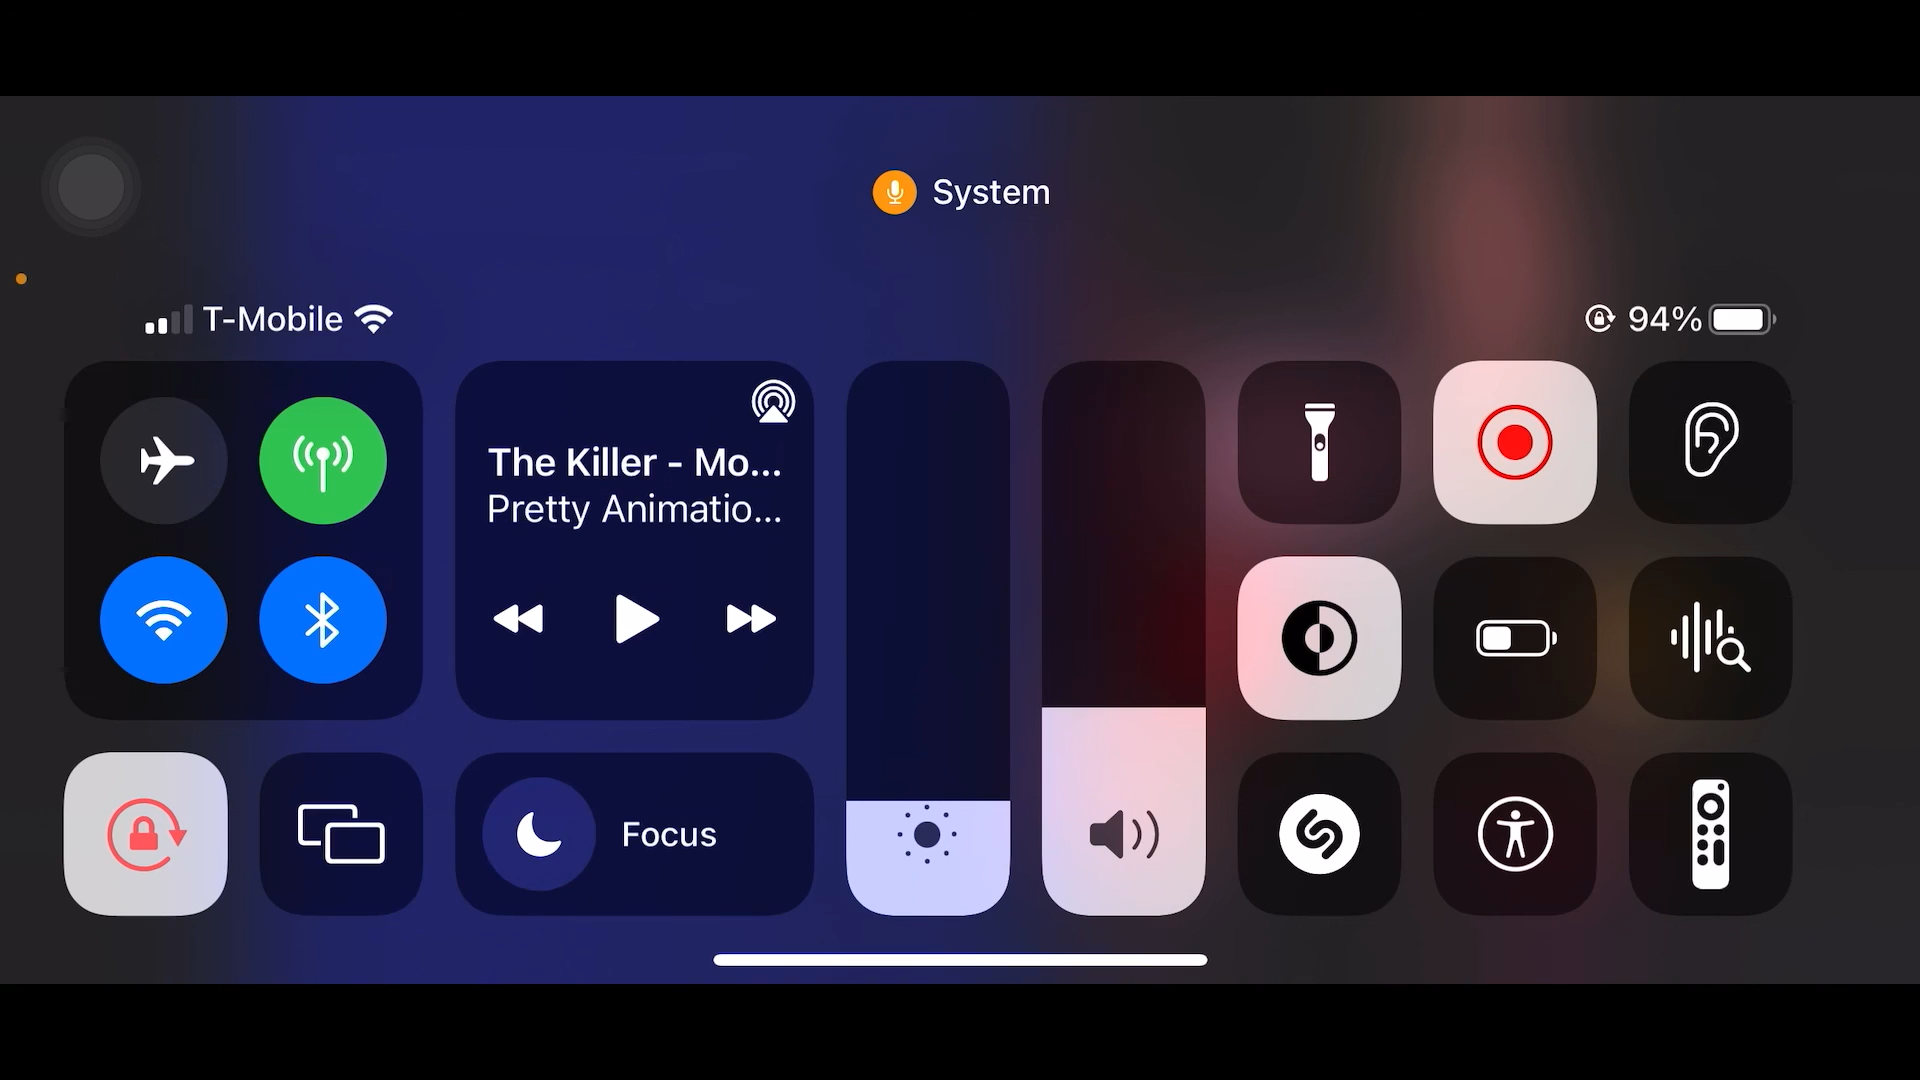 System
T-Mobile
94%
The Killer - Mo...
Pretty Animatio...
Focus